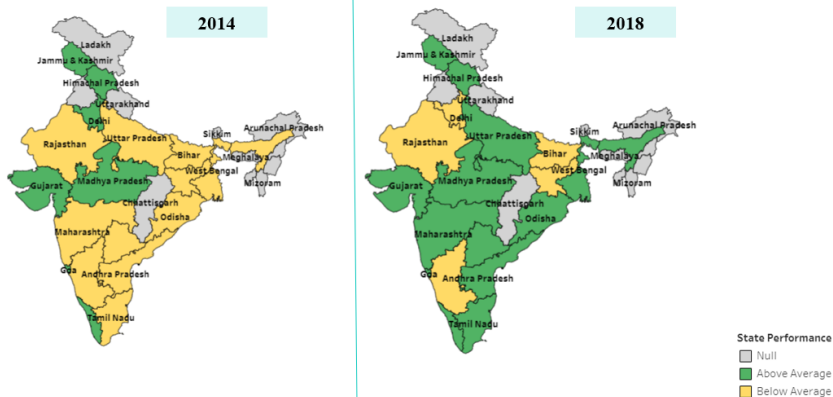 2014
Ladakh
Jammu & Kashmir
Himachal Pradesh
Uttarakhand
Delhi
Uttar Pradesh
Sikkim
Arunachal Pradesh
Rajasthan
Bihar
Meghalaya
West Bengal
Gujarat
Madhya Pradesh
Mizoram
Chhattisgarh
Odisha
Maharashtra
Goa
Andhra Pradesh
Tamil Nadu
2018
Ladakh
Jammu & Kashmir
Himachal Pradesh
Uttarakhand
Delhi
Uttar Pradesh
Sikkim
Arunachal Pradesh
Rajasthan
Bihar
Meghalaya
West Bengal
Gujarat
Madhya Pradesh
Mizoram
Chhattisgarh
Odisha
Maharashtra
Goa
Andhra Pradesh
Tamil Nadu
State Performance
Null
Above Average
Below Average